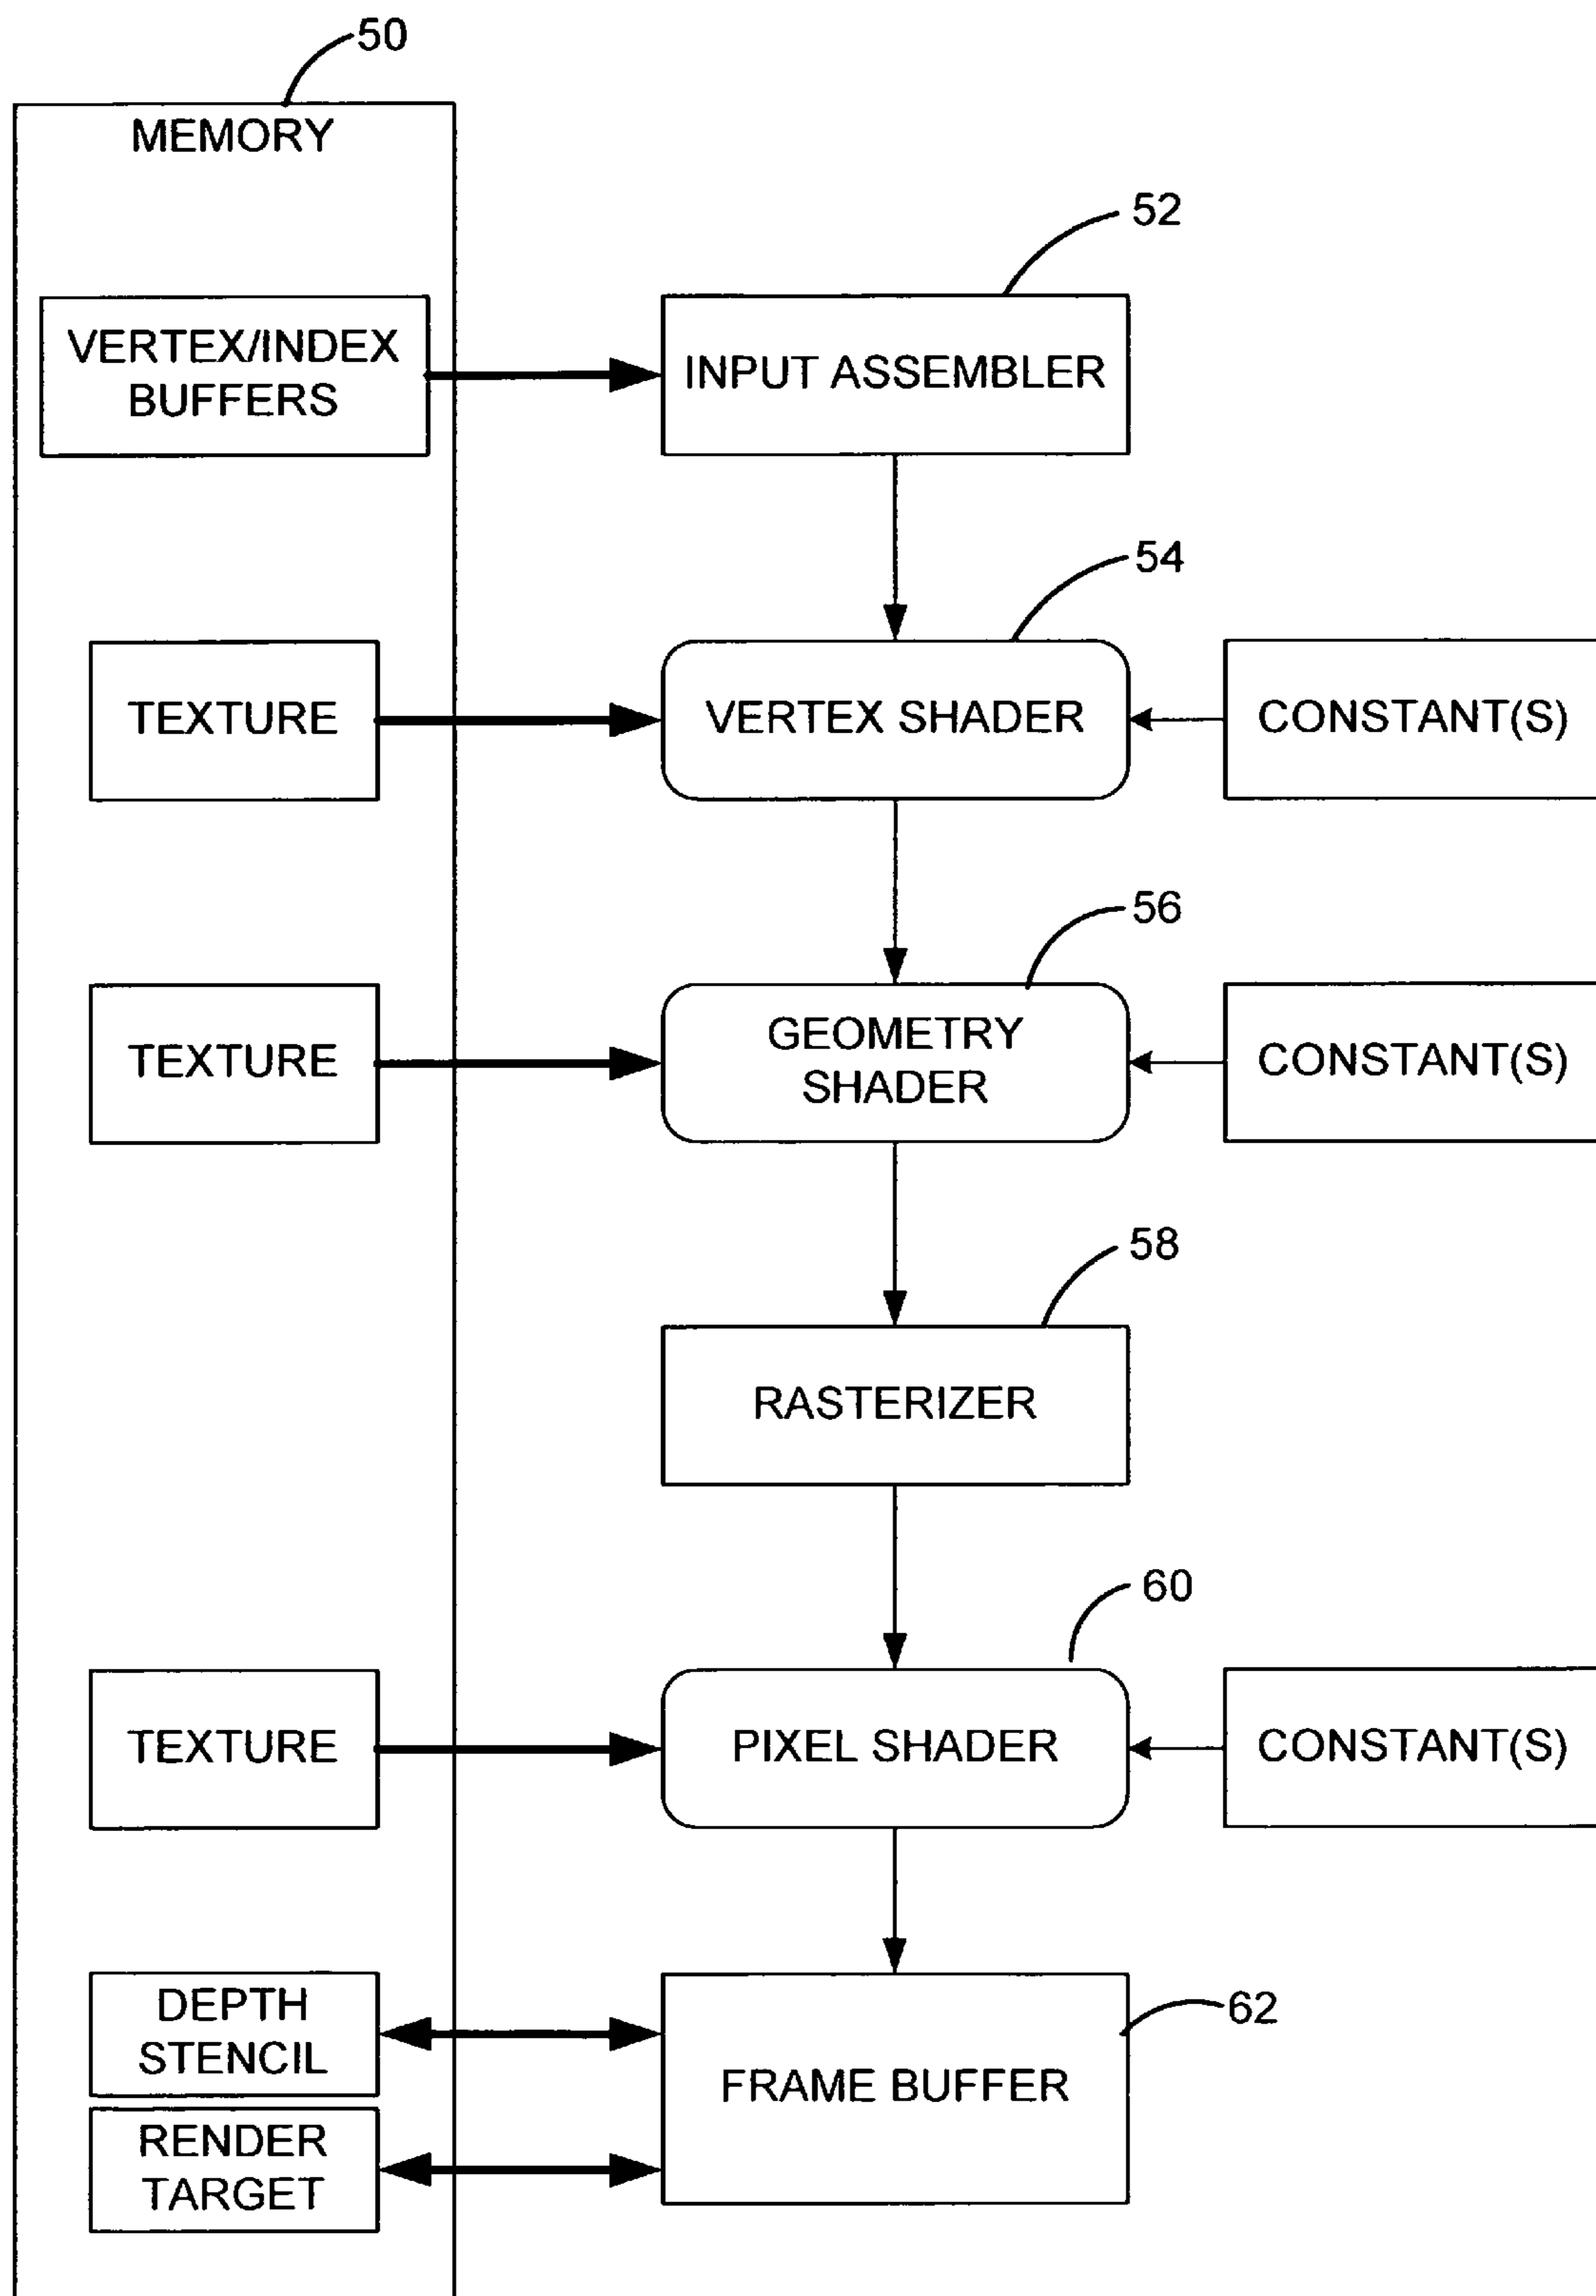 50
MEMORY
52
VERTEX/INDEX
BUFFERS
INPUT ASSEMBLER
54
TEXTURE
VERTEX SHADER
CONSTANT(S)
56
TEXTURE
GEOMETRY
SHADER
CONSTANT(S)
58
RASTERIZER
60
TEXTURE
PIXEL SHADER
CONSTANT(S)
DEPTH
STENCIL
62
FRAME BUFFER
RENDER
TARGET